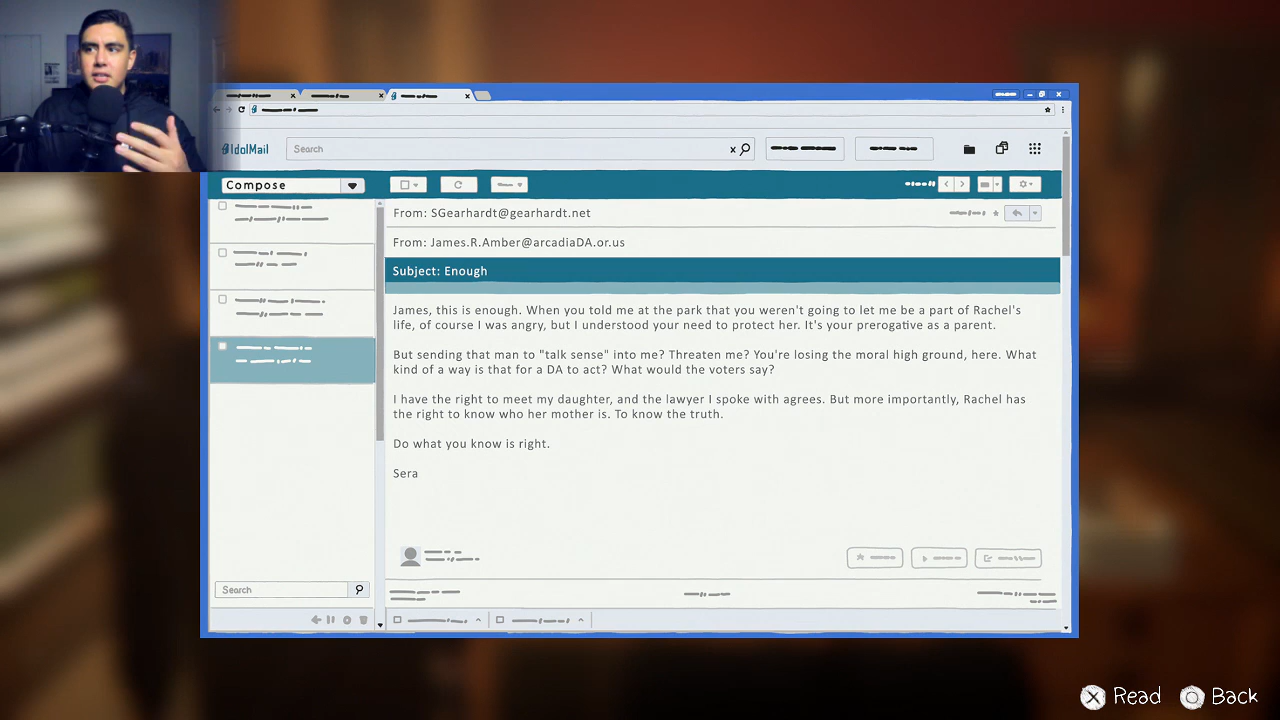 IdolMail
Search
x
Compose
From: SGearhardt@gearhardt.net
From: James.R.Amber@arcadiaDA.or.us
Subject: Enough
James, this is enough. When you told me at the park that you weren't going to let me be a part of Rachel's
life, of course I was angry, but I understood your need to protect her. It's your prerogative as a parent.
But sending that man to "talk sense" into me? Threaten me? You're losing the moral high ground, here. What
kind of a way is that for a DA to act? What would the voters say?
I have the right to meet my daughter, and the lawyer I spoke with agrees. But more importantly, Rachel has
the right to know who her mother is. To know the truth.
Do what you know is right.
Sera
Search
X Read O Back